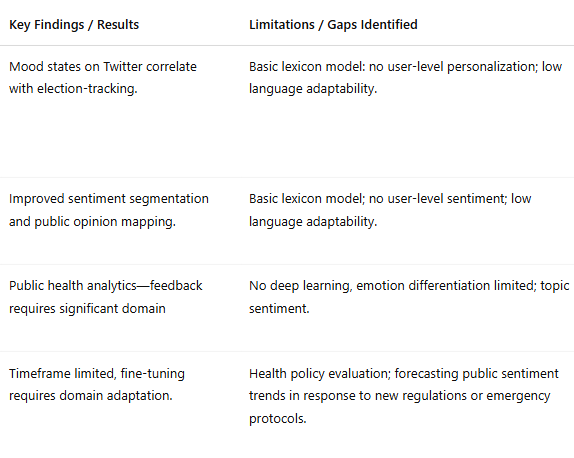 Key Findings / Results Limitations / Gaps Identified
Mood states on Twitter correlate
with election-tracking.
Basic lexicon model: no user-level personalization; low
language adaptability.
Improved sentiment segmentation
and public opinion mapping.
Basic lexicon model; no user-level sentiment; low
language adaptability.
Public health analytics—feedback
requires significant domain
No deep learning, emotion differentiation limited; topic
sentiment.
Timeframe limited, fine-tuning
requires domain adaptation.
Health policy evaluation; forecasting public sentiment
trends in response to new regulations or emergency
protocols.